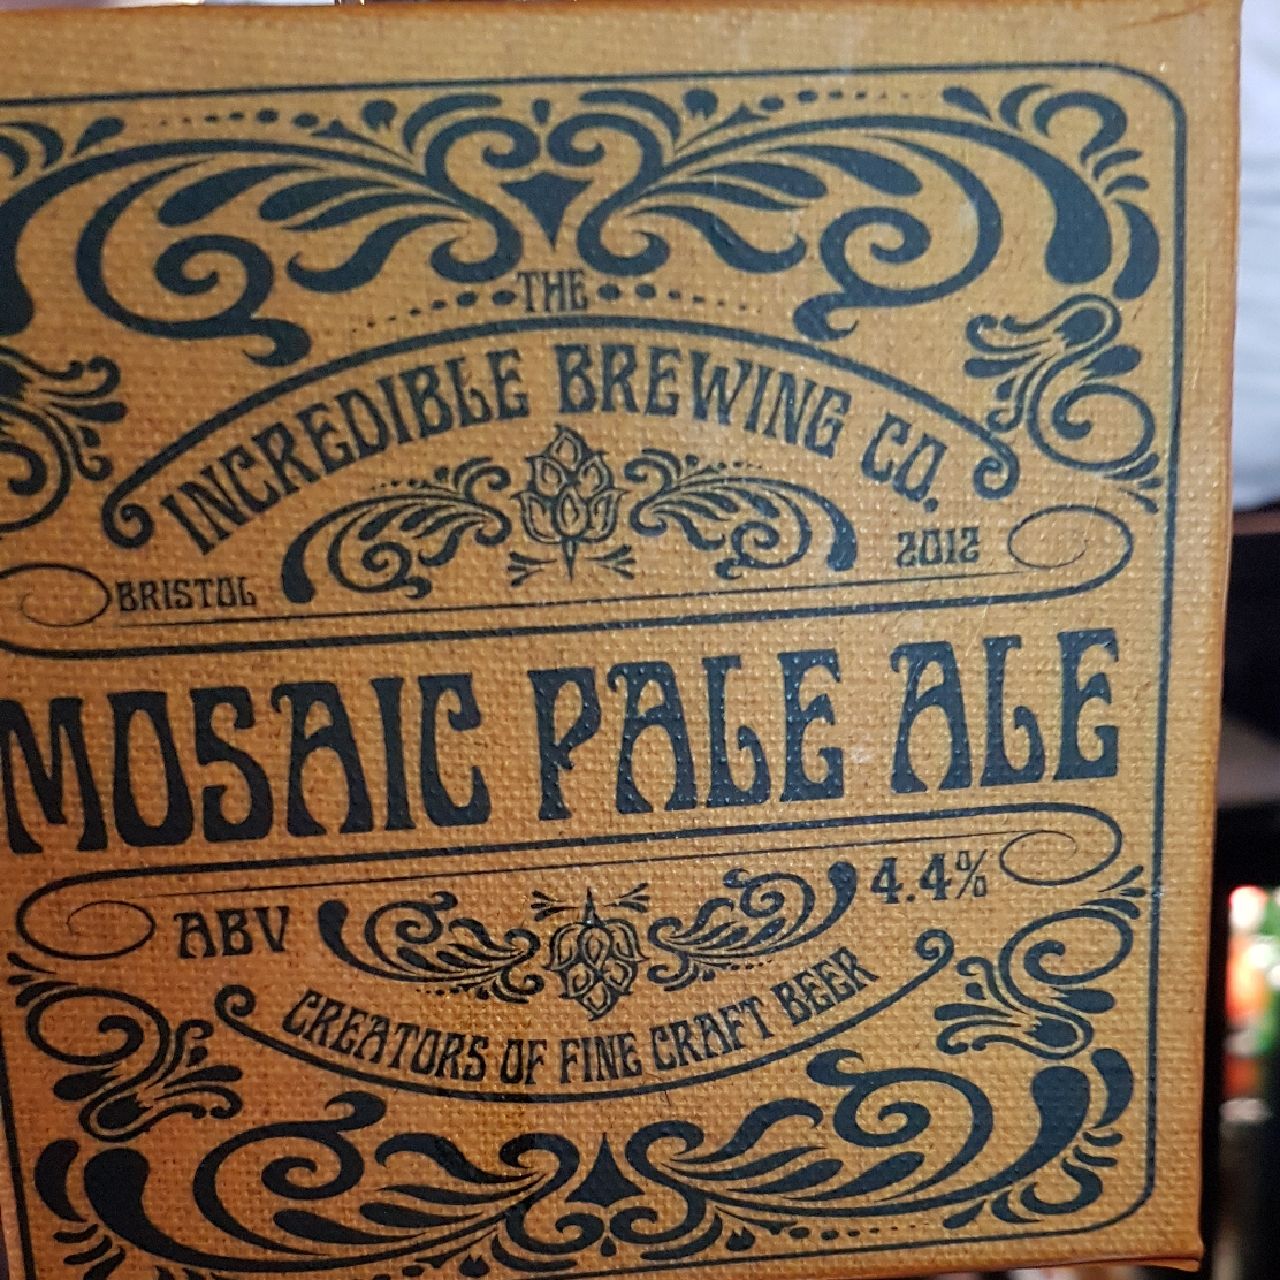 THE
INCREDIBLE BREWING CO.
BRISTOL 2012
MOSAIC PALE ALE
ABV 4.4%
CREATORS OF FINE CRAFT BEER